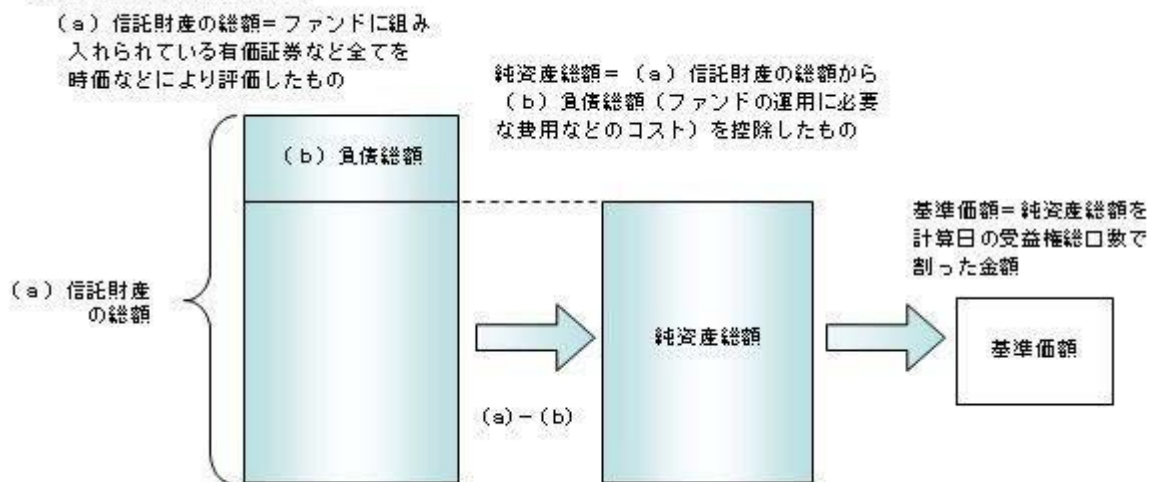 (a)信託財産の総額=ファンドに組み
入れられている有価証券など全てを
時価などにより評価したもの
純資産総額=(a)信託財産の総額から
(b)負債総額(ファンドの運用に必要
な費用などのコスト)を控除したもの
(b)負債総額
基準価額=純資産総額を
計算日の受益権総口数で
割った金額
(a)信託財産
の総額
純資産総額
基準価額
(a)-(b)